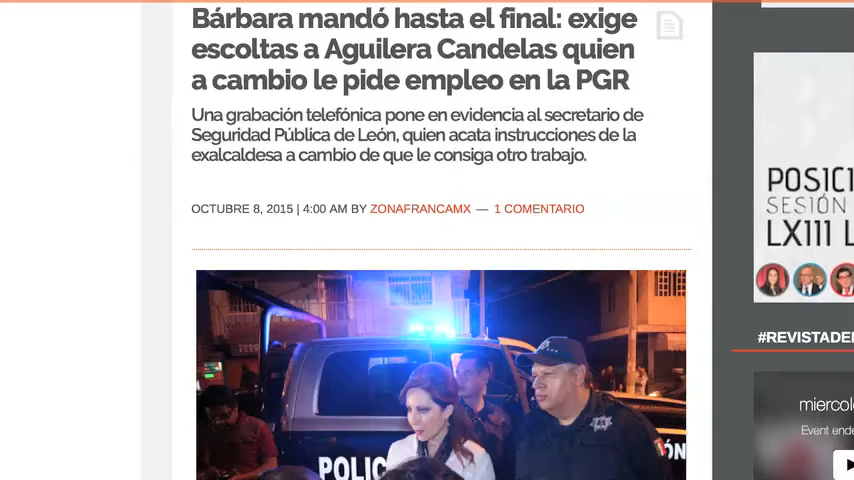 Bárbara mandó hasta el final: exige
escoltas a Aguilera Candelas quien
a cambio le pide empleo en la PGR
Una grabación telefónica pone en evidencia al secretario de
Seguridad Pública de León, quien acata instrucciones de la
exalcaldesa a cambio de que le consiga otro trabajo.
OCTUBRE 8, 2015 | 4:00 AM BY ZONAFRANCAMX — 1 COMENTARIO
POLIC
ÓN
POSICI
SESIÓN
LXIII L
#REVISTADE
miercol
Event ende